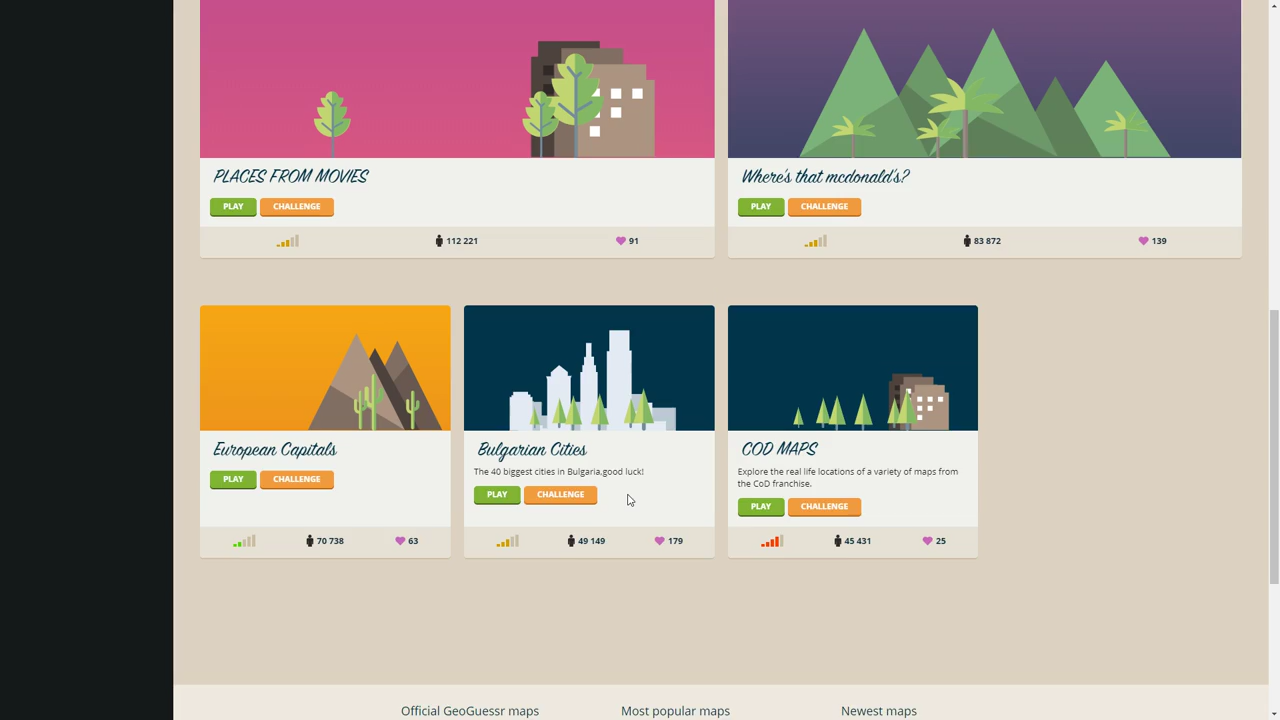 PLACES FROM MOVIES
PLAY CHALLENGE
112 221 91
Where's that mcdonald's?
PLAY CHALLENGE
83 872 139
European Capitals
PLAY CHALLENGE
70 738 63
Bulgarian Cities
The 40 biggest cities in Bulgaria,good luck!
PLAY CHALLENGE
49 149 179
COD MAPS
Explore the real life locations of a variety of maps from
the CoD franchise.
PLAY CHALLENGE
45 431 25
Official GeoGuessr maps Most popular maps Newest maps